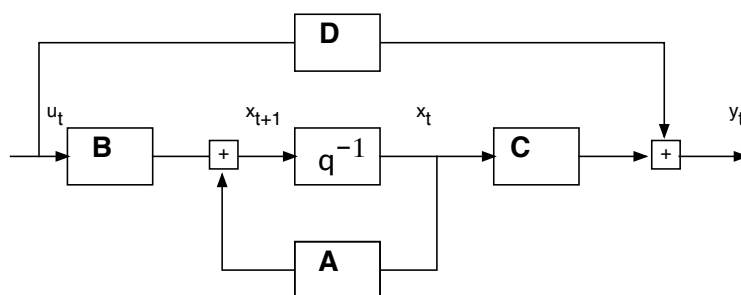 D
u_t
x_{t+1}
x_t
y_t
B
+
q^{-1}
C
+
A